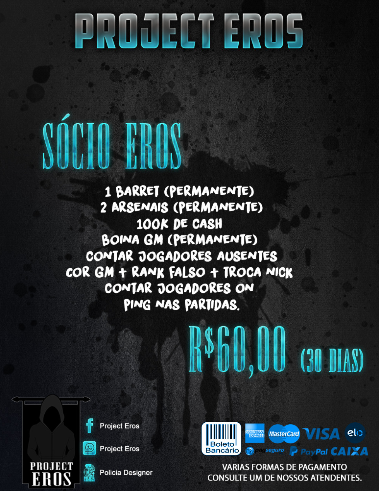 PROJECT EROS
SÓCIO EROS
1 BARRET (PERMANENTE)
2 ARSENAIS (PERMANENTE)
100K DE CASH
BOINA GM (PERMANENTE)
CONTAR JOGADORES AUSENTES
COR GM + RANK FALSO + TROCA NICK
CONTAR JOGADORES ON
PING NAS PARTIDAS.
R$60,00 (30 DIAS)
Project Eros
Project Eros
Policia Designer
PROJECT
EROS
Boleto
Bancário
MasterCard
VISA
elo
PayPal
CAIXA
VARIAS FORMAS DE PAGAMENTO
CONSULTE UM DE NOSSOS ATENDENTES.